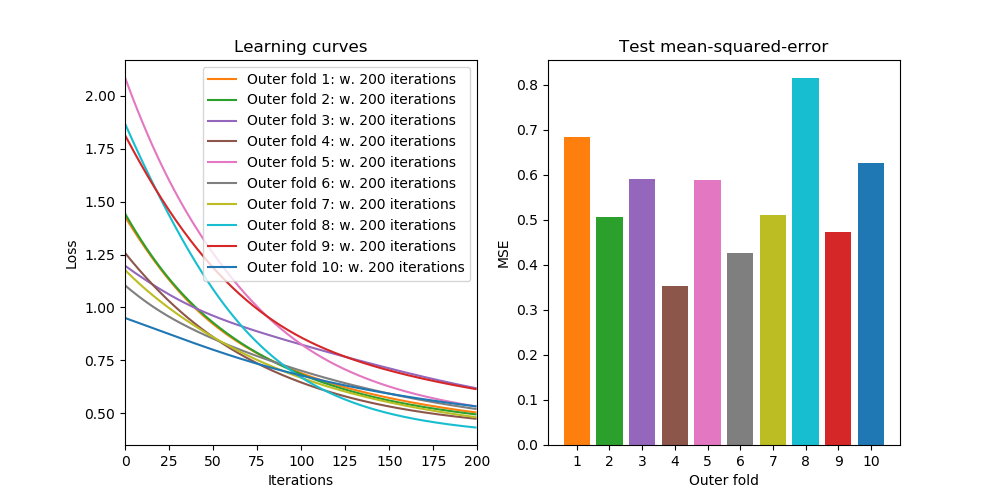 Learning curves
Loss
2.00
1.75
1.50
1.25
1.00
0.75
0.50
Outer fold 1: w. 200 iterations
Outer fold 2: w. 200 iterations
Outer fold 3: w. 200 iterations
Outer fold 4: w. 200 iterations
Outer fold 5: w. 200 iterations
Outer fold 6: w. 200 iterations
Outer fold 7: w. 200 iterations
Outer fold 8: w. 200 iterations
Outer fold 9: w. 200 iterations
Outer fold 10: w. 200 iterations
0 25 50 75 100 125 150 175 200
Iterations
Test mean-squared-error
MSE
0.8
0.7
0.6
0.5
0.4
0.3
0.2
0.1
0.0
1 2 3 4 5 6 7 8 9 10
Outer fold